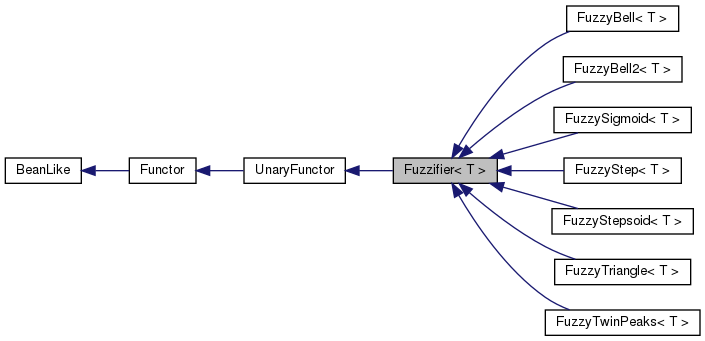 BeanLike
Functor
UnaryFunctor
Fuzzifier< T >
FuzzyBell< T >
FuzzyBell2< T >
FuzzySigmoid< T >
FuzzyStep< T >
FuzzyStepsoid< T >
FuzzyTriangle< T >
FuzzyTwinPeaks< T >